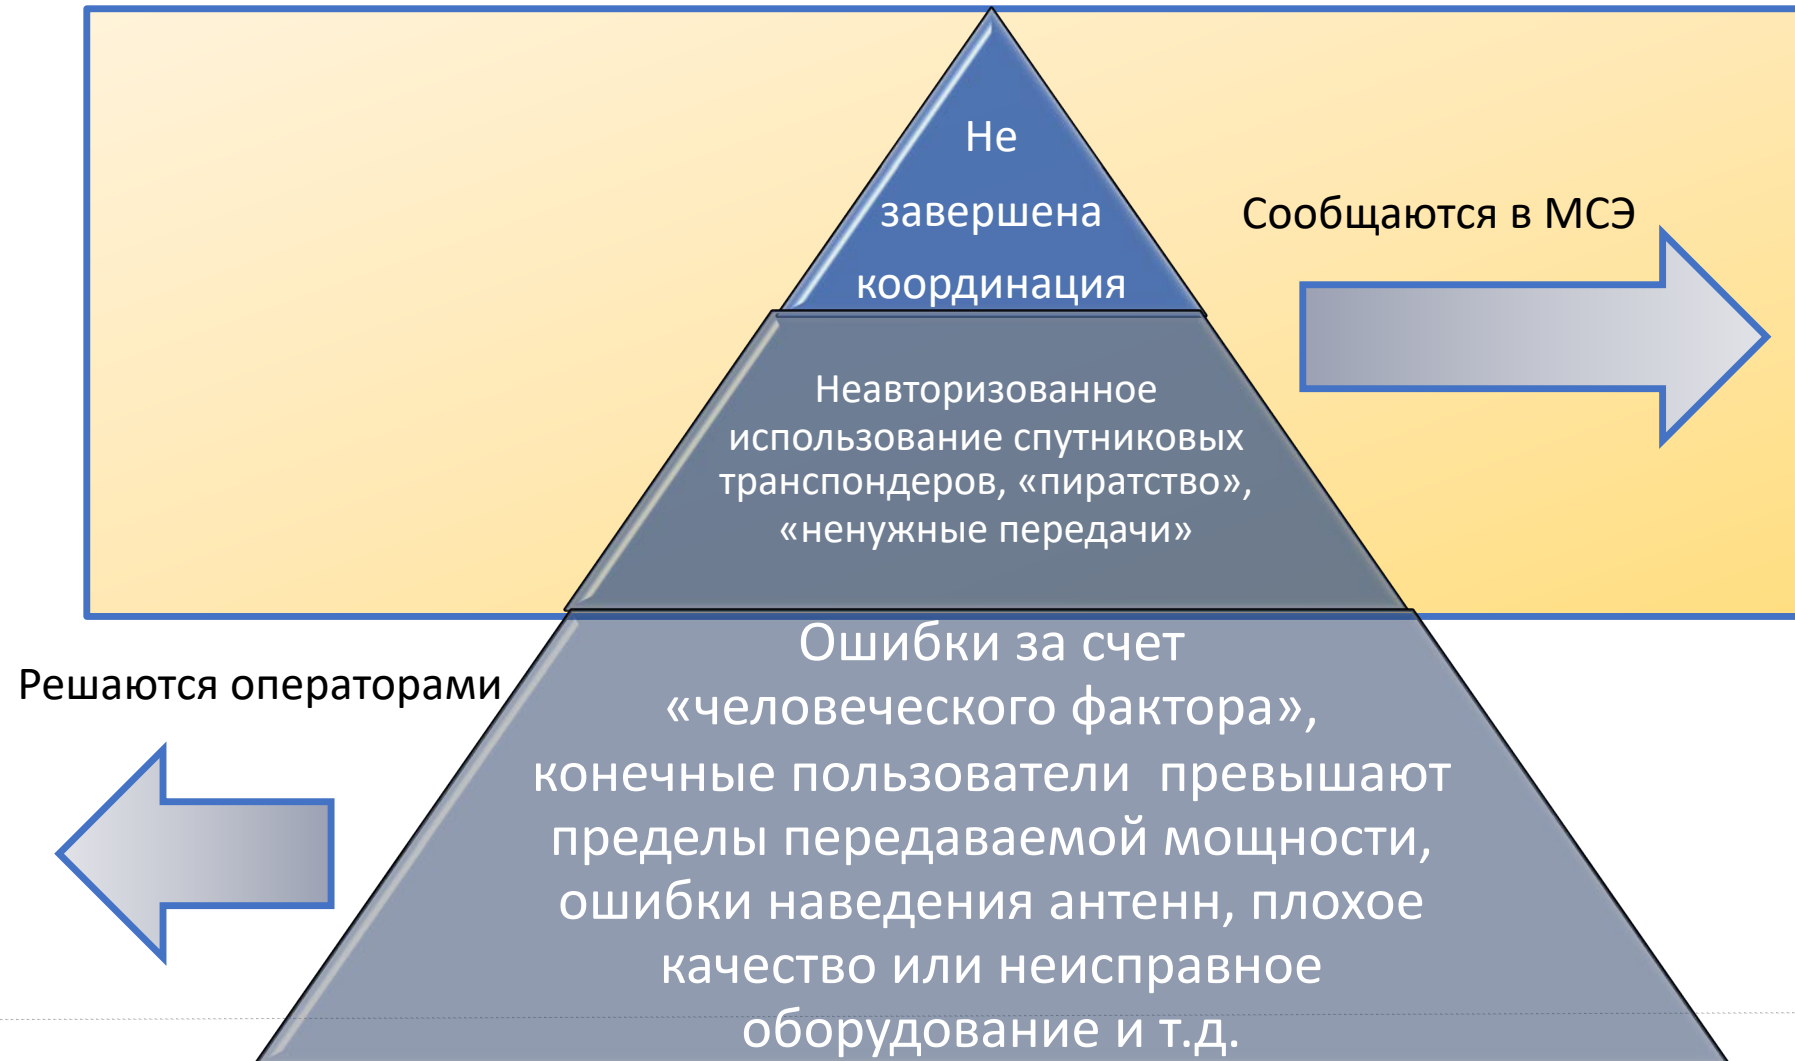 Не
завершена
координация
Сообщаются в МСЭ
Неавторизованное
использование спутниковых
транспондеров, «пиратство»,
«ненужные передачи»
Решаются операторами
Ошибки за счет
«человеческого фактора»,
конечные пользователи превышают
пределы передаваемой мощности,
ошибки наведения антенн, плохое
качество или неисправное
оборудование и т.д.